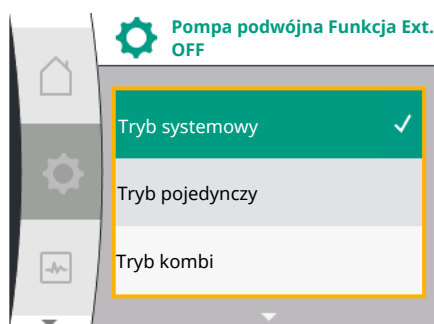 Pompa podwójna Funkcja Ext.
OFF
Tryb systemowy
Tryb pojedynczy
Tryb kombi